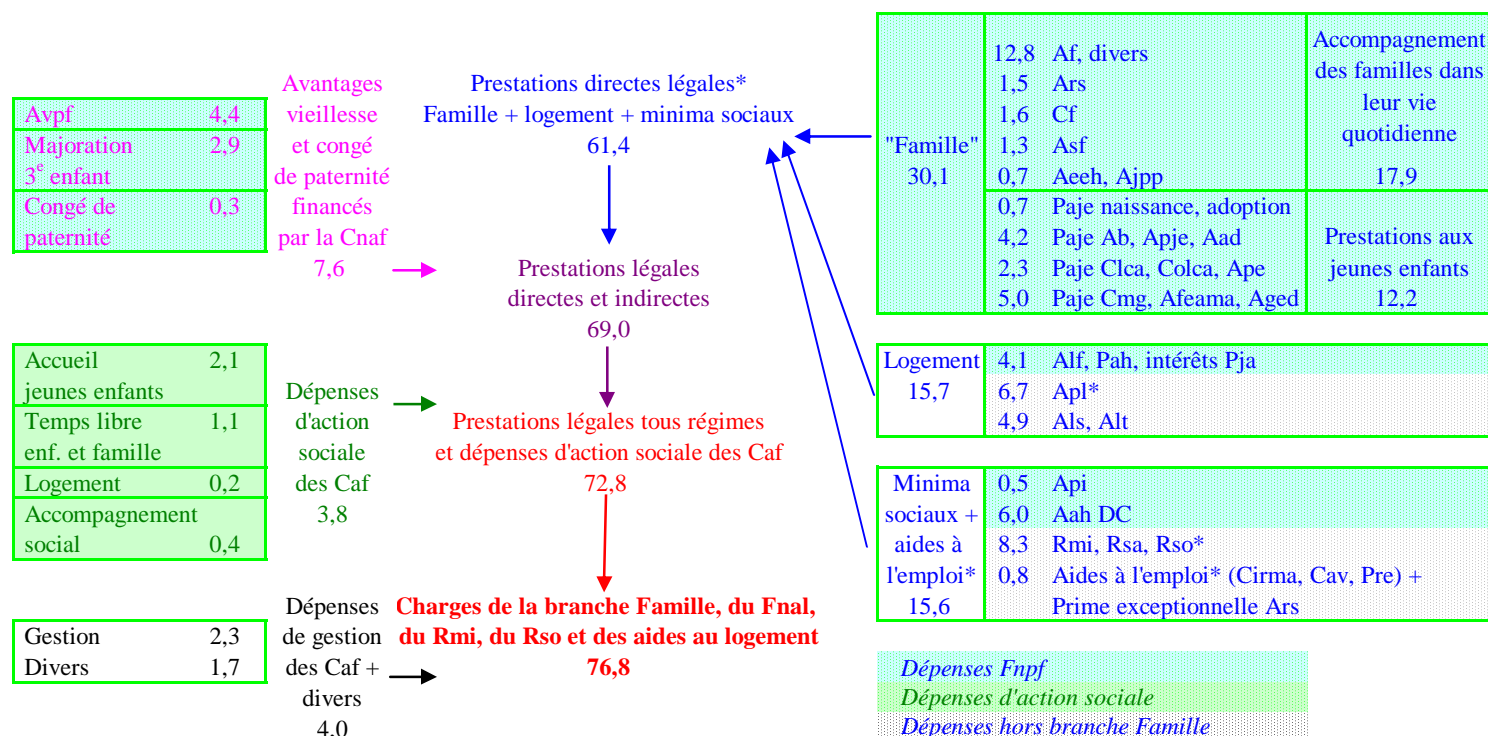 Avpf 4,4
Majoration 2,9
3e enfant
Congé de 0,3
paternité
Avantages
vieillesse
et congé
de paternité
financés
par la Cnaf
7,6
Prestations directes légales*
Famille + logement + minima sociaux
61,4
Prestations légales
directes et indirectes
69,0
"Famille"
30,1
12,8 Af, divers
1,5 Ars
1,6 Cf
1,3 Asf
0,7 Aeeh, Ajpp
Accompagnement
des familles dans
leur vie
quotidienne
17,9
0,7 Paje naissance, adoption
4,2 Paje Ab, Apje, Aad
2,3 Paje Clca, Colca, Ape
5,0 Paje Cmg, Afeama, Aged
Prestations aux
jeunes enfants
12,2
Accueil 2,1
jeunes enfants
Temps libre 1,1
enf. et famille
Logement 0,2
Accompagnement
social 0,4
Dépenses
d'action
sociale
des Caf
3,8
Prestations légales tous régimes
et dépenses d'action sociale des Caf
72,8
Logement
15,7
4,1 Alf, Pah, intérêts Pja
6,7 Apl*
4,9 Als, Alt
Minima
sociaux +
aides à
l'emploi*
15,6
0,5 Api
6,0 Aah DC
8,3 Rmi, Rsa, Rso*
0,8 Aides à l'emploi* (Cirma, Cav, Pre) +
Prime exceptionnelle Ars
Gestion 2,3
Divers 1,7
Dépenses
de gestion
des Caf +
divers
4,0
Charges de la branche Famille, du Fnal,
du Rmi, du Rso et des aides au logement
76,8
Dépenses Fnpf
Dépenses d'action sociale
Dépenses hors branche Famille